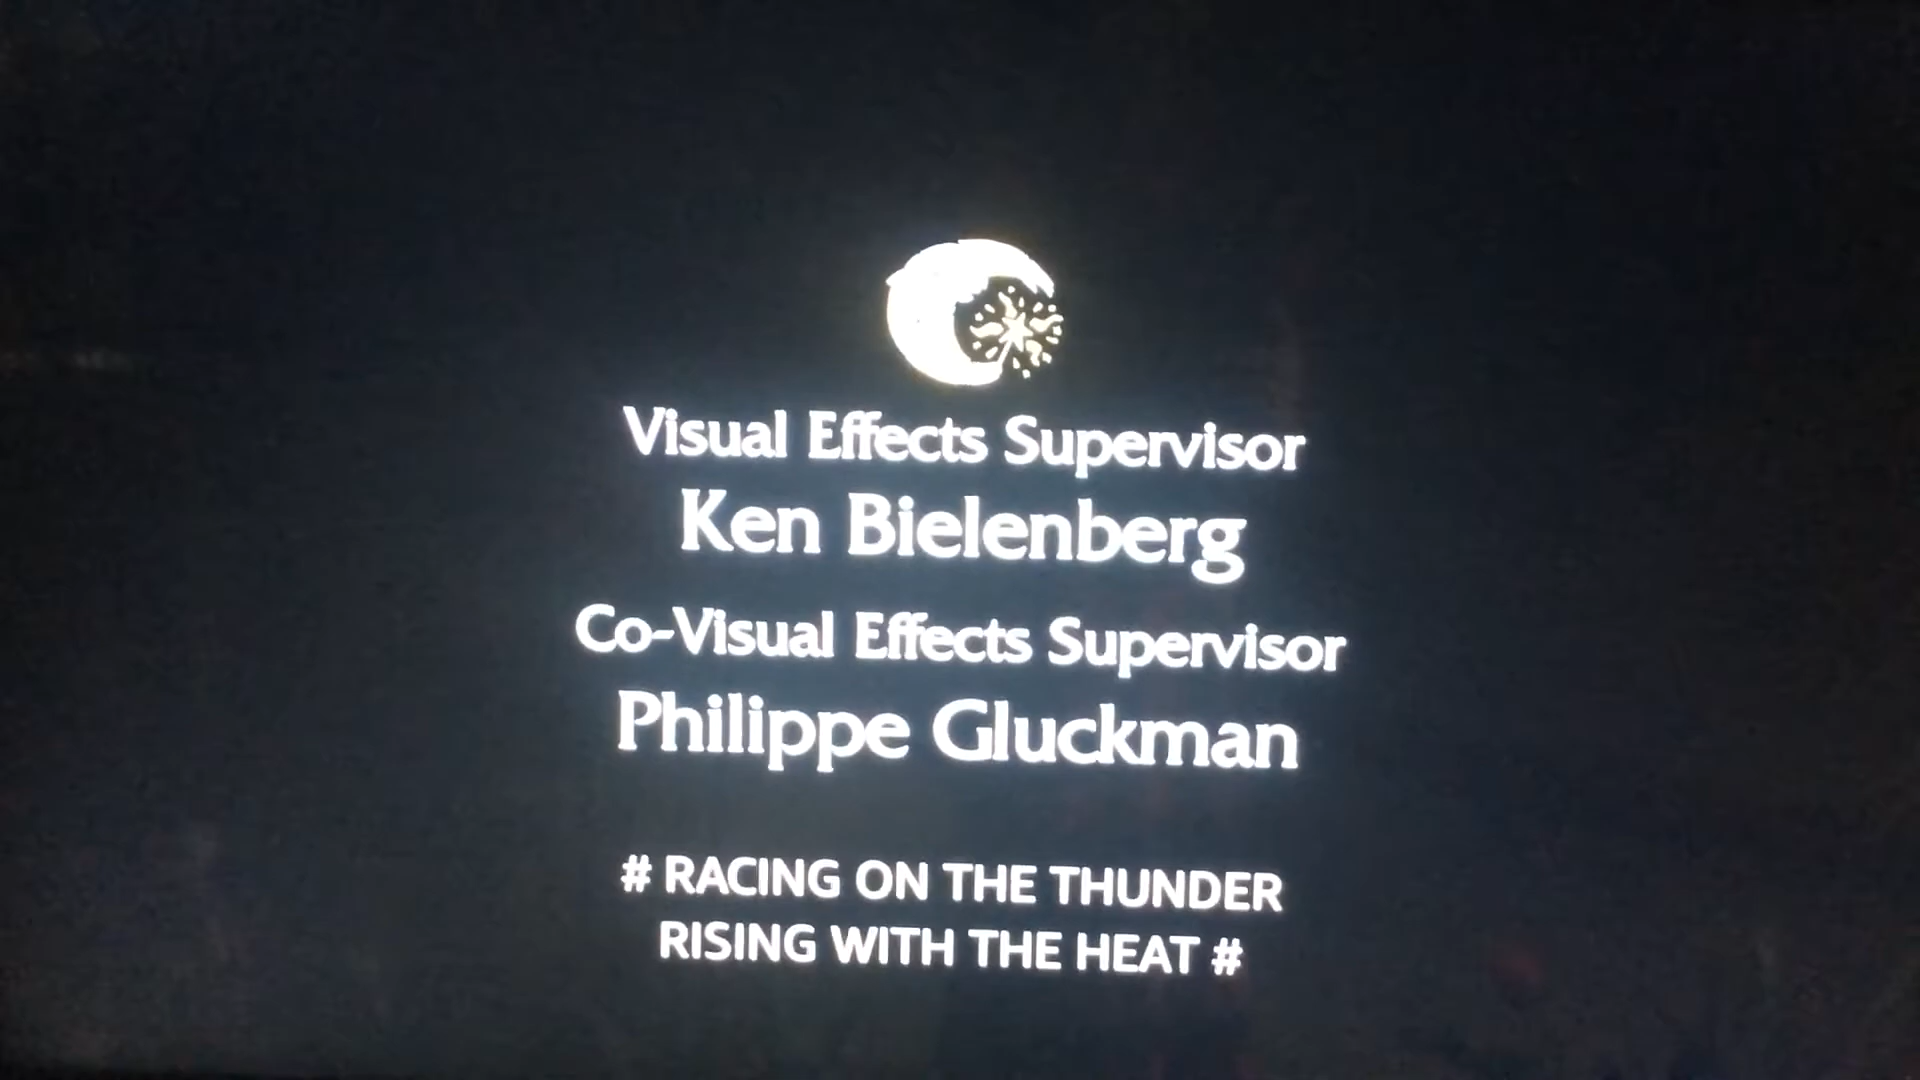 Visual Effects Supervisor
Ken Bielenberg
Co-Visual Effects Supervisor
Philippe Gluckman
# RACING ON THE THUNDER
RISING WITH THE HEAT #